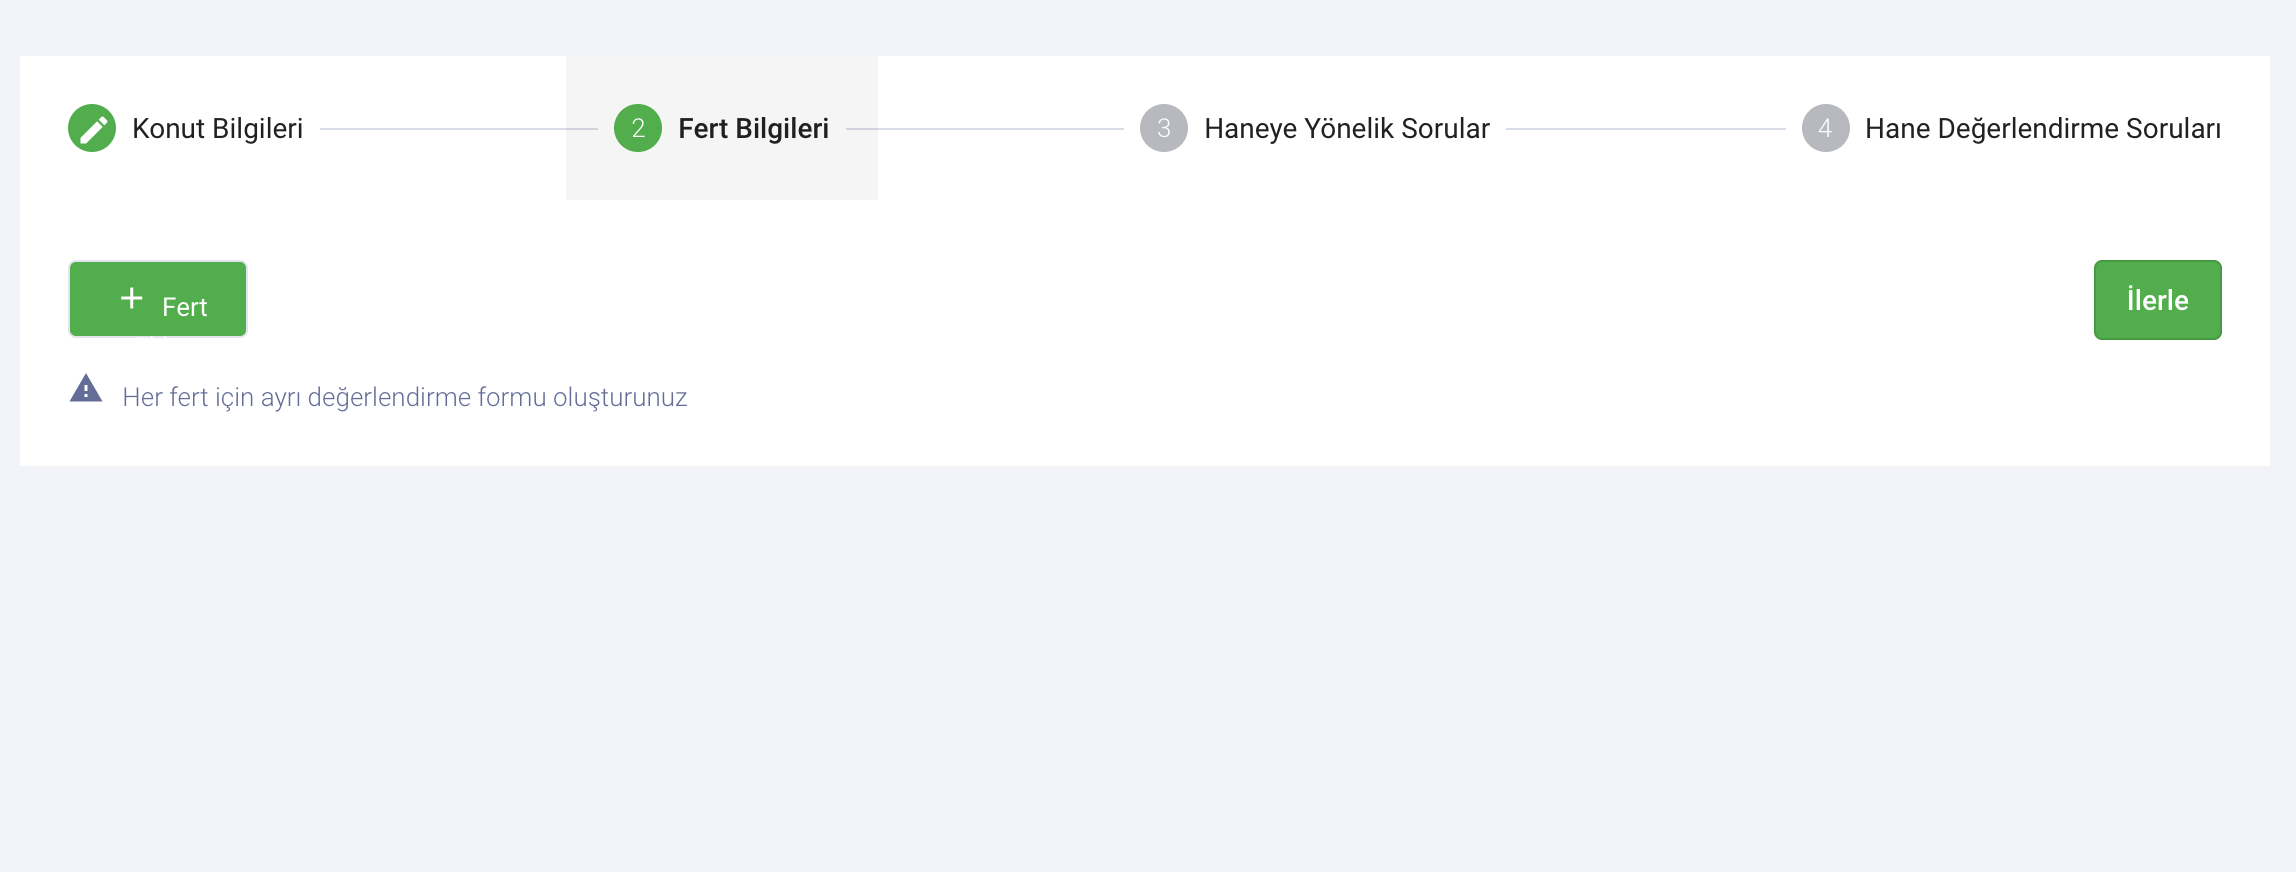 Konut Bilgileri
2 Fert Bilgileri
3 Haneye Yönelik Sorular
4 Hane Değerlendirme Soruları
+ Fert
İlerle
Her fert için ayrı değerlendirme formu oluşturunuz